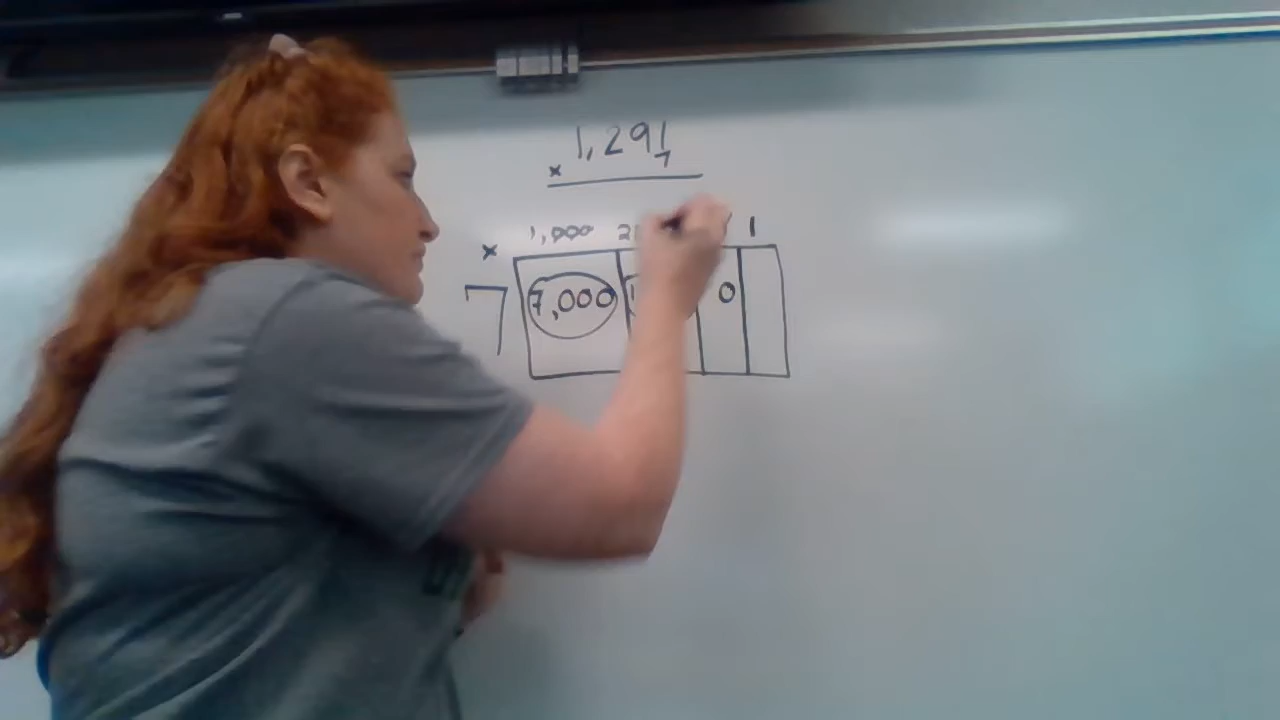 1,291
x 7
x 1,000 1
7 7,000 0